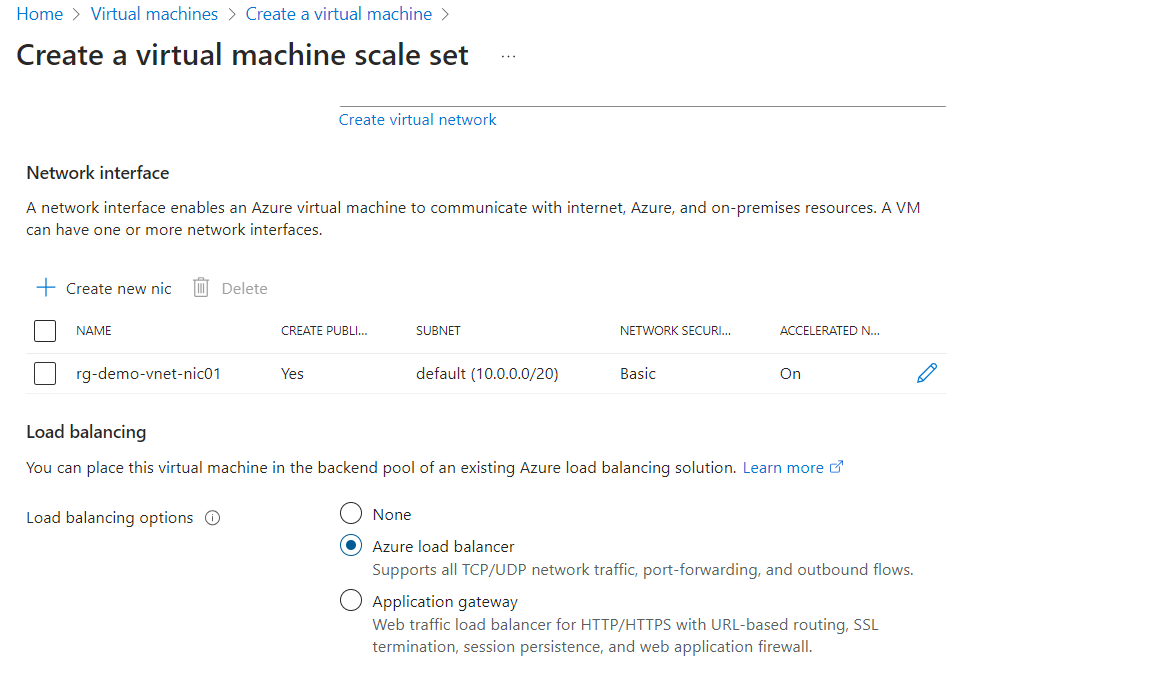 Home > Virtual machines > Create a virtual machine >
Create a virtual machine scale set ...
Create virtual network
Network interface
A network interface enables an Azure virtual machine to communicate with internet, Azure, and on-premises resources. A VM
can have one or more network interfaces.
Create new nic Delete
NAME CREATE PUBLI... SUBNET NETWORK SECURI... ACCELERATED N...
rg-demo-vnet-nic01 Yes default (10.0.0.0/20) Basic On
Load balancing
You can place this virtual machine in the backend pool of an existing Azure load balancing solution. Learn more
Load balancing options
None
Azure load balancer
Supports all TCP/UDP network traffic, port-forwarding, and outbound flows.
Application gateway
Web traffic load balancer for HTTP/HTTPS with URL-based routing, SSL
termination, session persistence, and web application firewall.